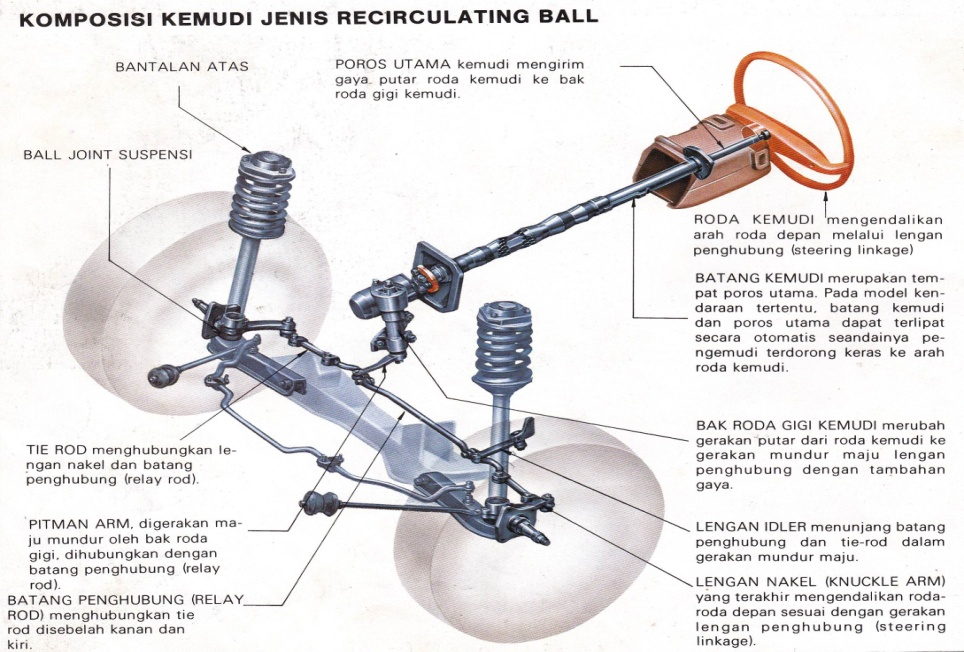 KOMPOSISI KEMUDI JENIS RECIRCULATING BALL
BANTALAN ATAS
POROS UTAMA kemudi mengirim
gaya putar roda kemudi ke bak
roda gigi kemudi.
BALL JOINT SUSPENSI
RODA KEMUDI mengendalikan
arah roda depan melalui lengan
penghubung (steering linkage)
BATANG KEMUDI merupakan tem-
pat poros utama. Pada model ken-
daraan tertentu, batang kemudi
dan poros utama dapat terlipat
secara otomatis seandainya pe-
ngemudi terdorong keras ke arah
roda kemudi.
BAK RODA GIGI KEMUDI merubah
gerakan putar dari roda kemudi ke
gerakan mundur maju lengan
penghubung dengan tambahan
gaya.
TIE ROD menghubungkan le-
ngan nakel dan batang
penghubung (relay rod).
PITMAN ARM, digerakan ma-
ju mundur oleh bak roda
gigi, dihubungkan dengan
batang penghubung (relay
rod).
LENGAN IDLER menunjang batang
penghubung dan tie-rod dalam
gerakan mundur maju.
LENGAN NAKEL (KNUCKLE ARM)
yang terakhir mengendalikan roda-
roda depan sesuai dengan gerakan
lengan penghubung (steering
linkage).
BATANG PENGHUBUNG (RELAY
ROD) menghubungkan tie
rod disebelah kanan dan
kiri.